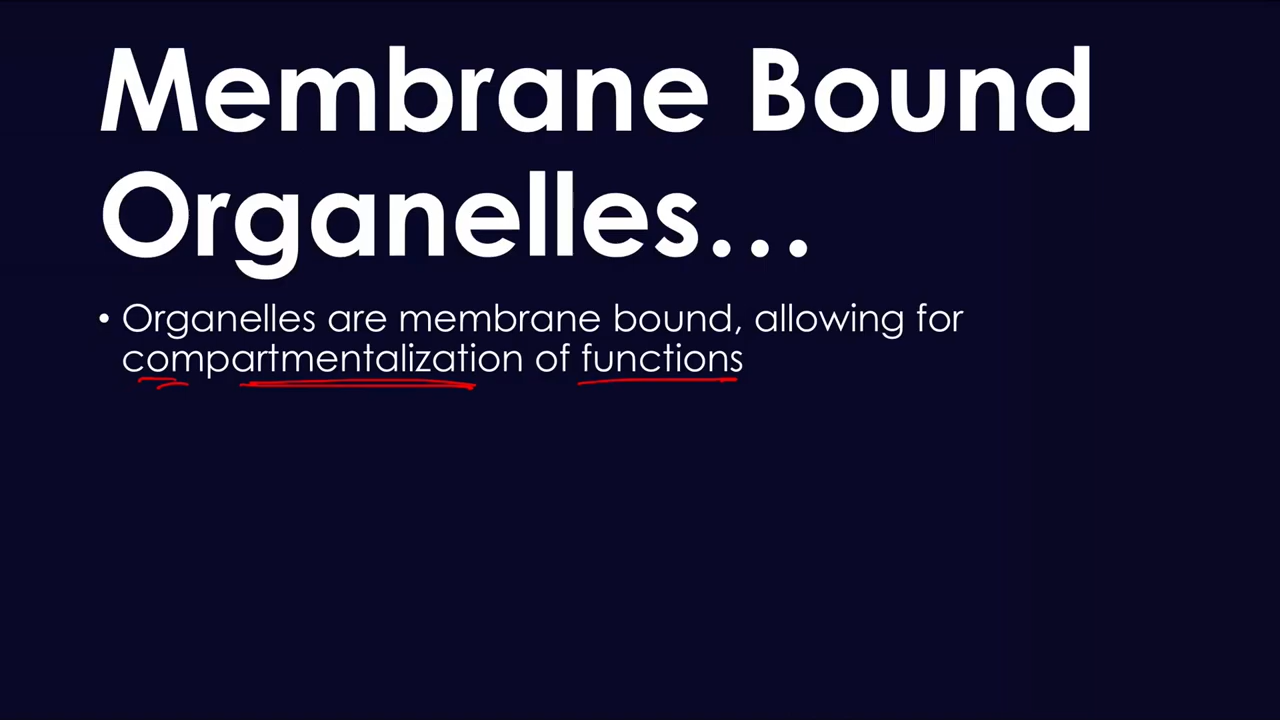 Membrane Bound
Organelles...
• Organelles are membrane bound, allowing for
compartmentalization of functions